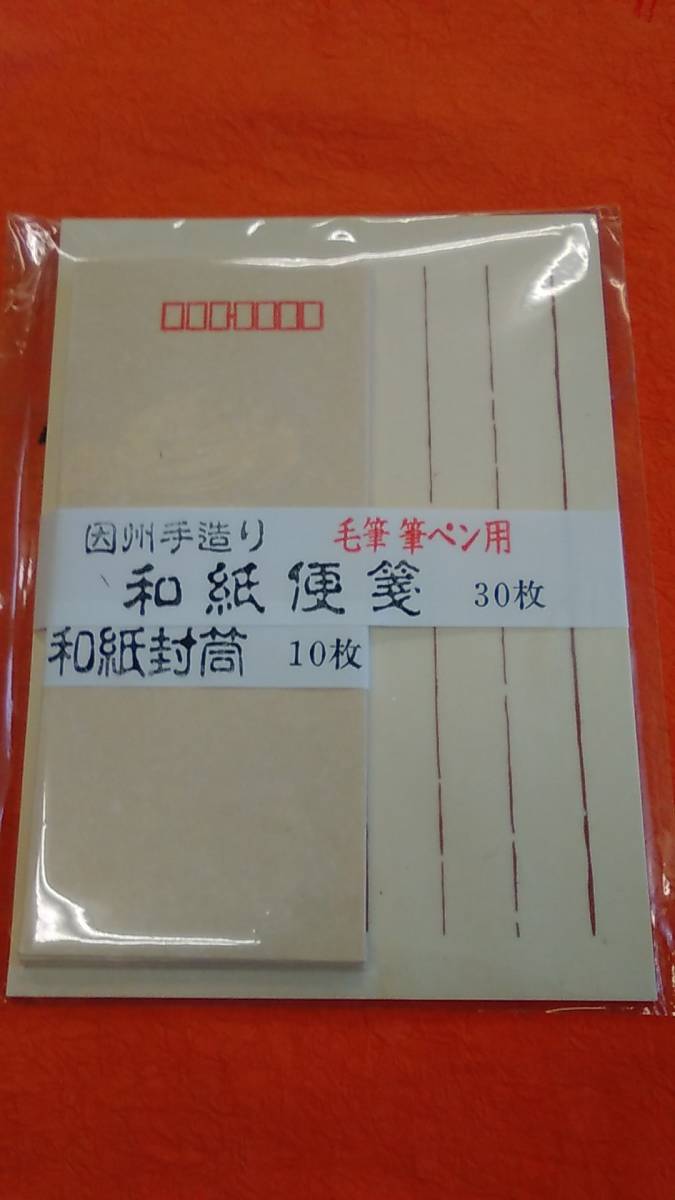 因州手造り 毛筆 筆ペン用
和紙便箋 30枚
和紙封筒 10枚